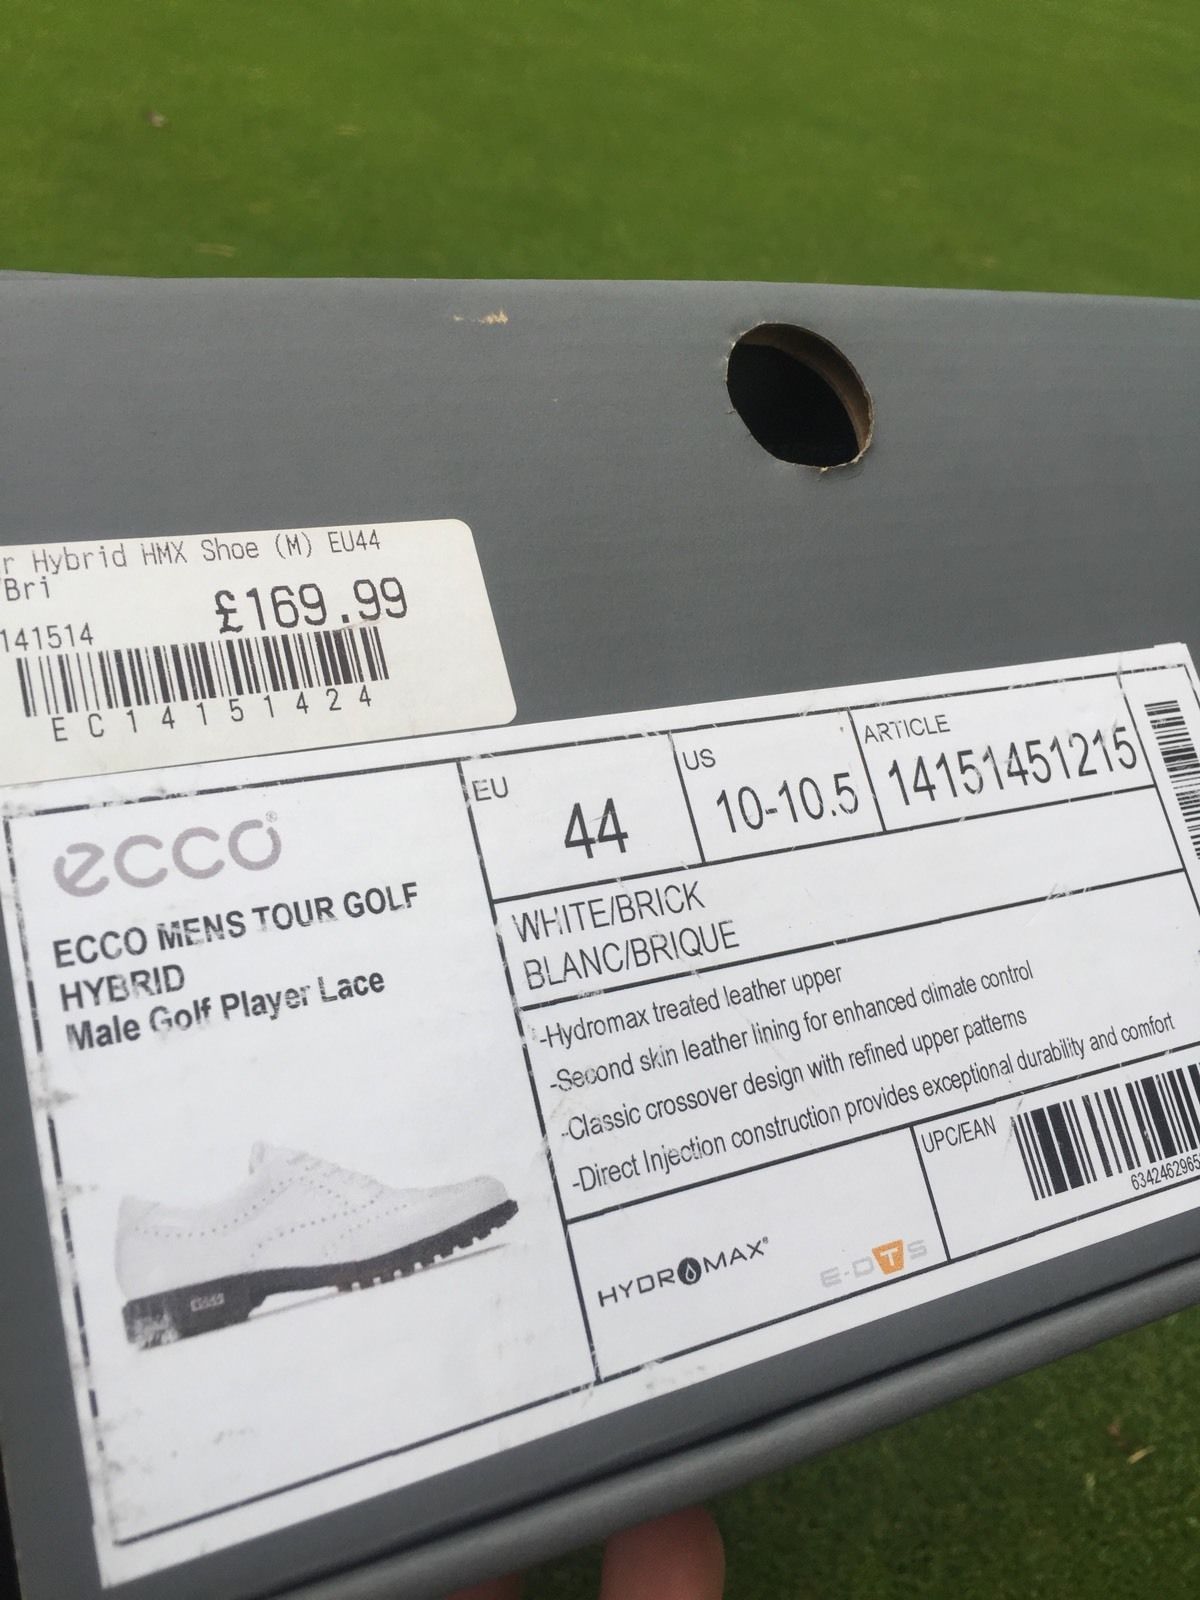 r Hybrid HMX Shoe (M) EU44
Bri
£169.99
141514
EC14151424
ecco®
ECCO MENS TOUR GOLF
HYBRID
Male Golf Player Lace
EU
44
US
10-10.5
ARTICLE
14151451215
WHITE/BRICK
BLANC/BRIQUE
-Hydromax treated leather upper
-Second skin leather lining for enhanced climate control
-Classic crossover design with refined upper patterns
-Direct Injection construction provides exceptional durability and comfort
HYDROMAX®
E-DTS
UPC/EAN
6342462965